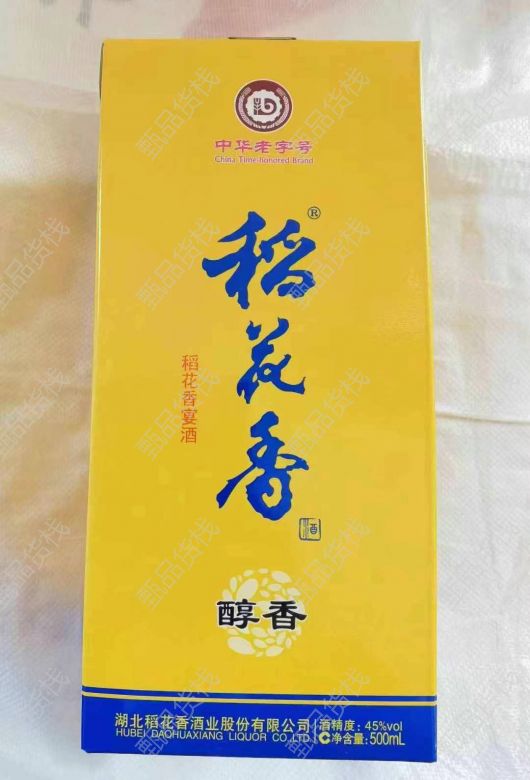 中华老字号
China Time-honored Brand
稻花香®
稻花香宴酒
酒
醇香
湖北稻花香酒业股份有限公司 酒精度：45%vol
HUBEI DAOHUAXIANG LIQUOR CO.,LTD. 净含量：500mL
甄品货栈